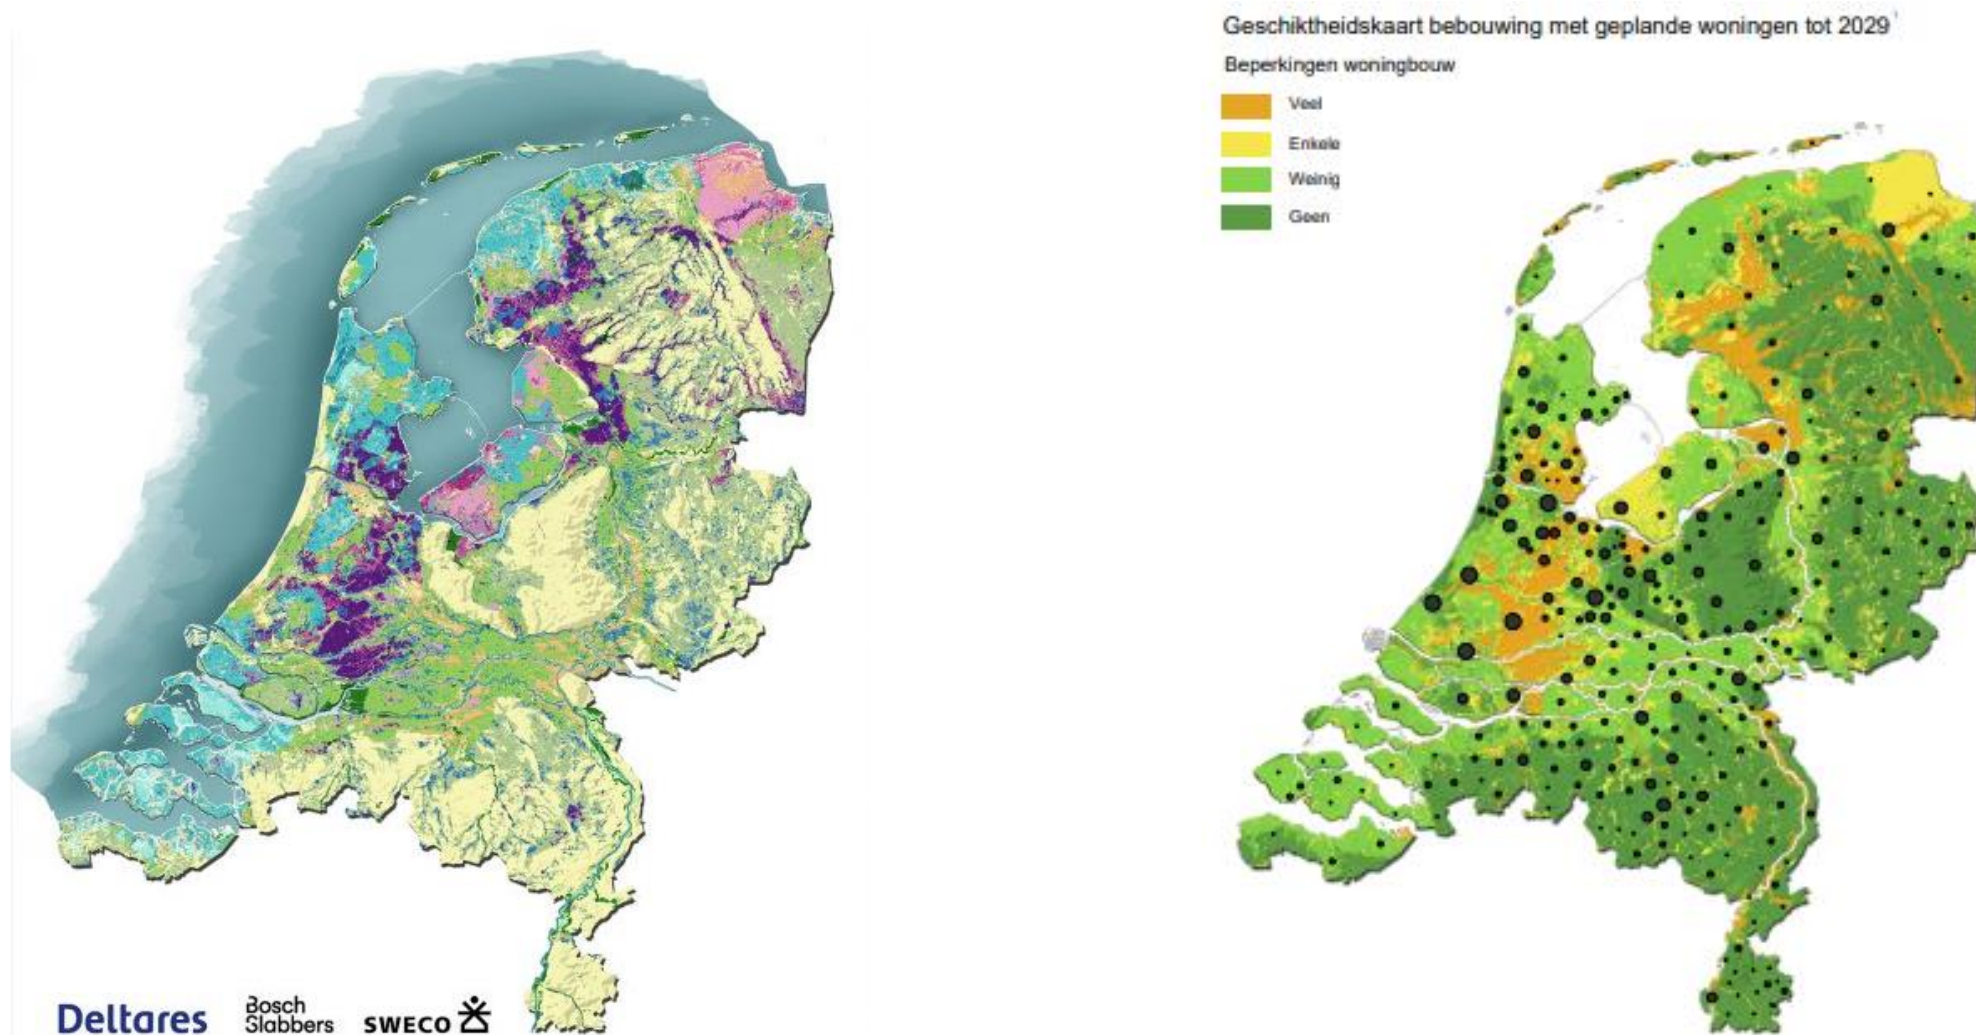 Geschiktheidskaart bebouwing met geplande woningen tot 2029
Beperkingen woningbouw
Veel
Enkele
Weinig
Geen
Deltares
Bosch
Slabbers
SWECO